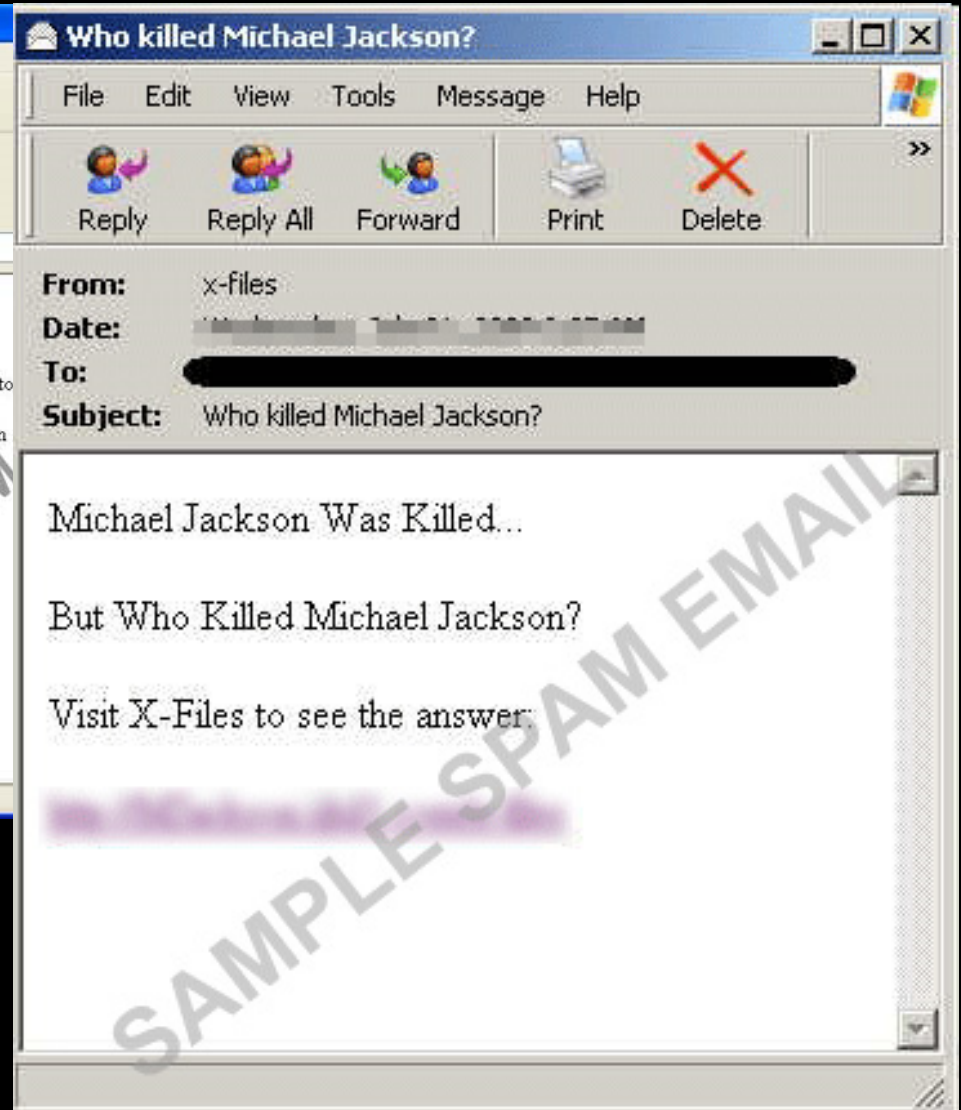 Who killed Michael Jackson?
File Edit View Tools Message Help
Reply Reply All Forward Print Delete
From: x-files
Date:
To:
Subject: Who killed Michael Jackson?
Michael Jackson Was Killed...
But Who Killed Michael Jackson?
Visit X-Files to see the answer:
SAMPLE SPAM EMAIL